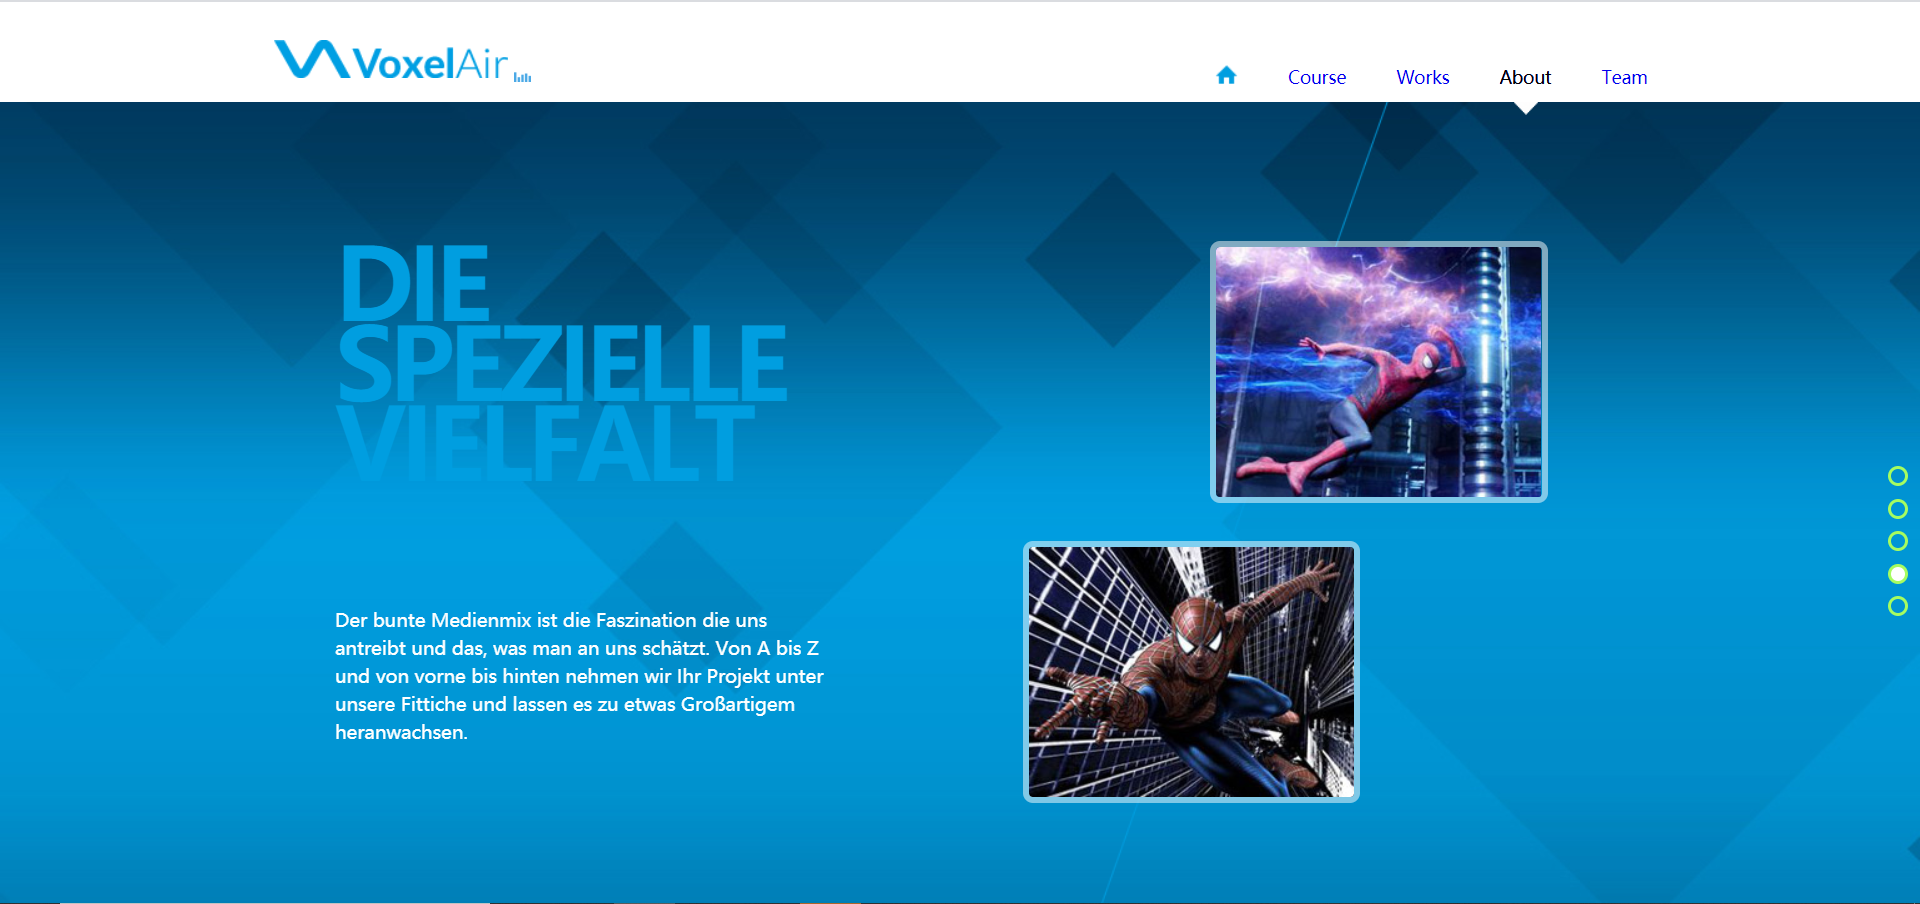 VoxelAir
Course Works About Team
DIE
SPEZIELLE
VIELFALT
Der bunte Medienmix ist die Faszination die uns
antreibt und das, was man an uns schätzt. Von A bis Z
und von vorne bis hinten nehmen wir Ihr Projekt unter
unsere Fittiche und lassen es zu etwas Großartigem
heranwachsen.